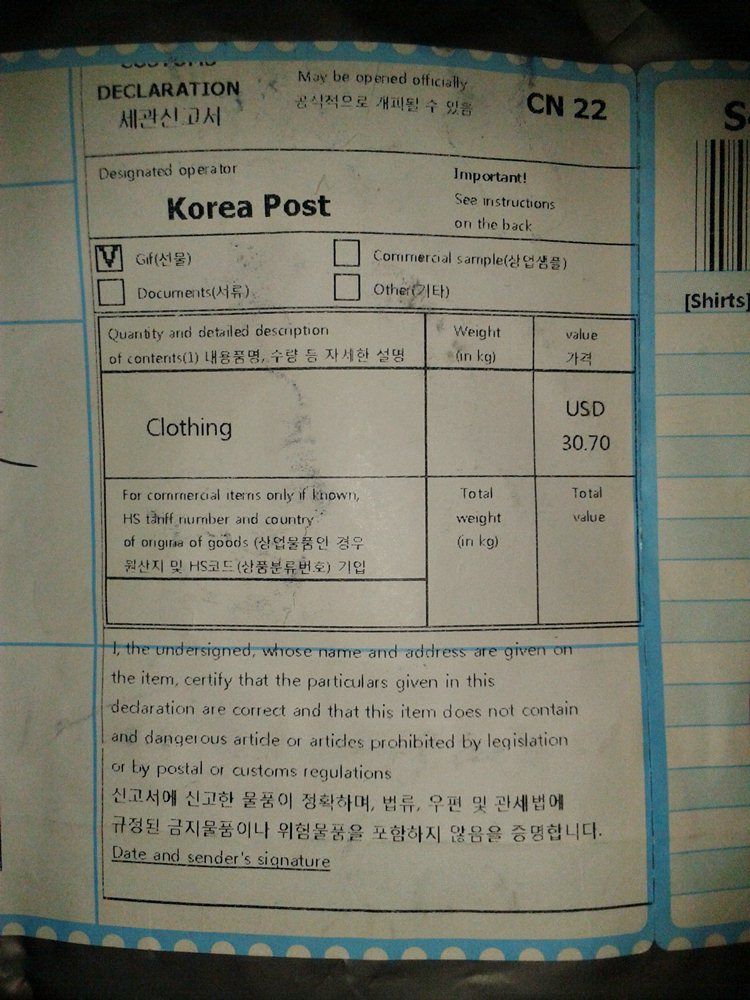 CUSTOMS
DECLARATION
세관신고서
May be opened officially
공식적으로 개피될 수 있음
CN 22
Designated operator
Korea Post
Important!
See instructions
on the back
V Gif(선물)
Commercial sample(상업샘플)
Documents(서류)
Other(기타)
Quantity and detailed description
of contents(1) 내용품명, 수량 등 자세한 설명
Weight
(in kg)
value
가격
Clothing
USD
30.70
For commercial items only if known,
HS tariff number and country
of origina of goods (상업물품안 경우
원산지 및 HS코드(상품분류번호) 기입
Total
weight
(in kg)
Total
value
I, the undersigned, whose name and address are given on
the item, certify that the particulars given in this
declaration are correct and that this item does not contain
and dangerous article or articles prohibited by legislation
or by postal or customs regulations
신고서에 신고한 물품이 정확하며, 법류, 우편 및 관세법에
규정된 금지물품이나 위험물품을 포함하지 않음을 증명합니다.
Date and sender's signature
S
[Shirts]